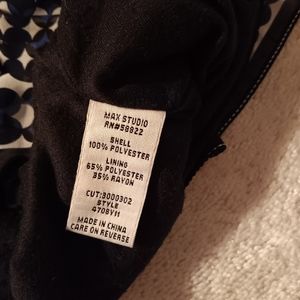 MAX STUDIO
RN#58822
SHELL
100% POLYESTER
LINING
65% POLYESTER
35% RAYON
CUT:3000302
STYLE
4708Y11
MADE IN CHINA
CARE ON REVERSE